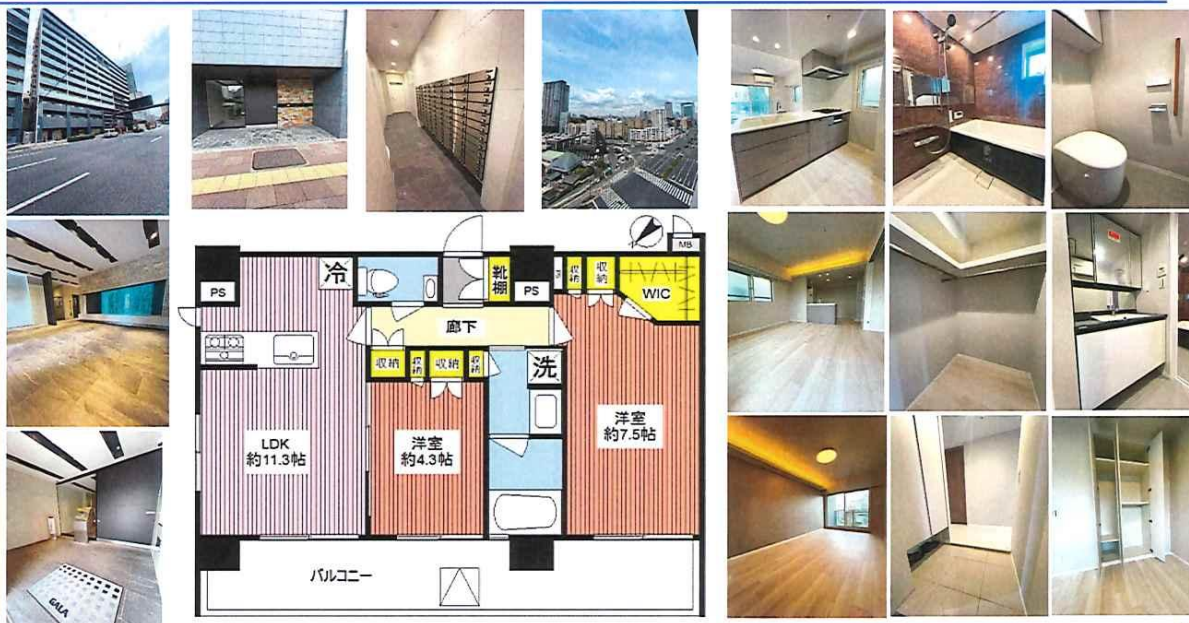 MB
冷
靴棚
収納
収納
PS
PS
WIC
廊下
収納
収納
収納
収納
洗
洋室
約7.5帖
LDK
約11.3帖
洋室
約4.3帖
バルコニー
GALA